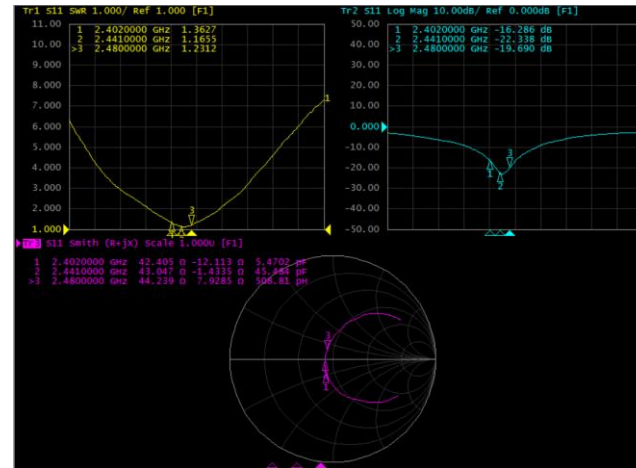 Tr1 S11 SWR 1.000/ Ref 1.000 [F1]
11.00
10.00
9.000
8.000
7.000
6.000
5.000
4.000
3.000
2.000
1.000
1 2.4020000 GHz 1.3627
2 2.4410000 GHz 1.1655
>3 2.4800000 GHz 1.2312
1
3
Tr2 S11 Log Mag 10.00dB/ Ref 0.000dB [F1]
50.00
40.00
30.00
20.00
10.00
0.000
-10.00
-20.00
-30.00
-40.00
-50.00
1 2.4020000 GHz -16.286 dB
2 2.4410000 GHz -22.338 dB
>3 2.4800000 GHz -19.690 dB
3
1
2
Tr3 S11 Smith (R+jX) Scale 1.000U [F1]
1 2.4020000 GHz 42.405 Ω -12.113 Ω 5.4702 pF
2 2.4410000 GHz 43.047 Ω -1.4335 Ω 45.484 pF
>3 2.4800000 GHz 44.239 Ω 7.9285 Ω 508.81 pH
3
1